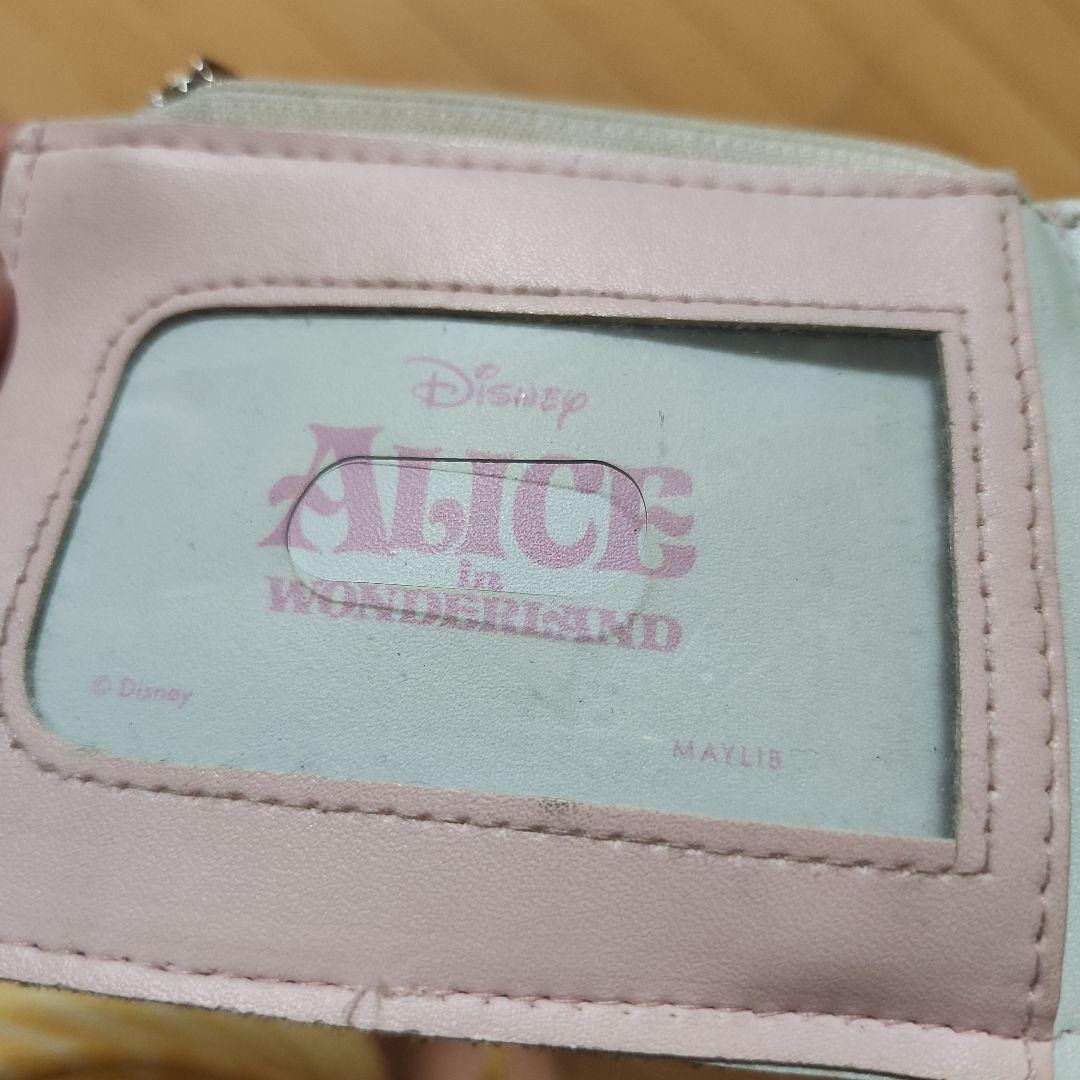 Disney
ALICE
in
WONDERLAND
© Disney
MAYLIB